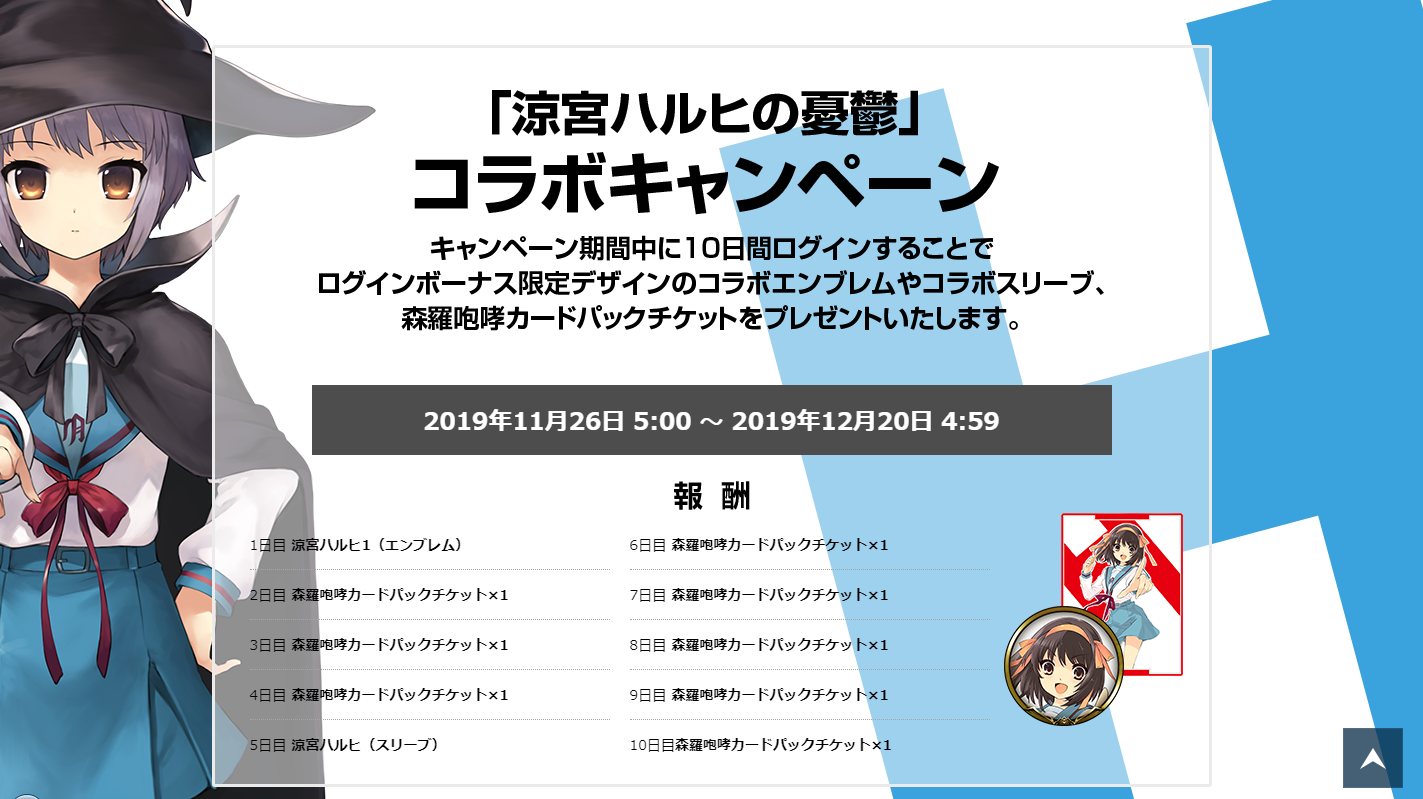 「涼宮ハルヒの憂鬱」
コラボキャンペーン
キャンペーン期間中に10日間ログインすることで
ログインボーナス限定デザインのコラボエンブレムやコラボスリーブ、
森羅咆哮カードパックチケットをプレゼントいたします。
2019年11月26日 5:00 ～ 2019年12月20日 4:59
報 酬
1日目 涼宮ハルヒ1（エンブレム）
2日目 森羅咆哮カードパックチケット×1
3日目 森羅咆哮カードパックチケット×1
4日目 森羅咆哮カードパックチケット×1
5日目 涼宮ハルヒ（スリーブ）
6日目 森羅咆哮カードパックチケット×1
7日目 森羅咆哮カードパックチケット×1
8日目 森羅咆哮カードパックチケット×1
9日目 森羅咆哮カードパックチケット×1
10日目森羅咆哮カードパックチケット×1